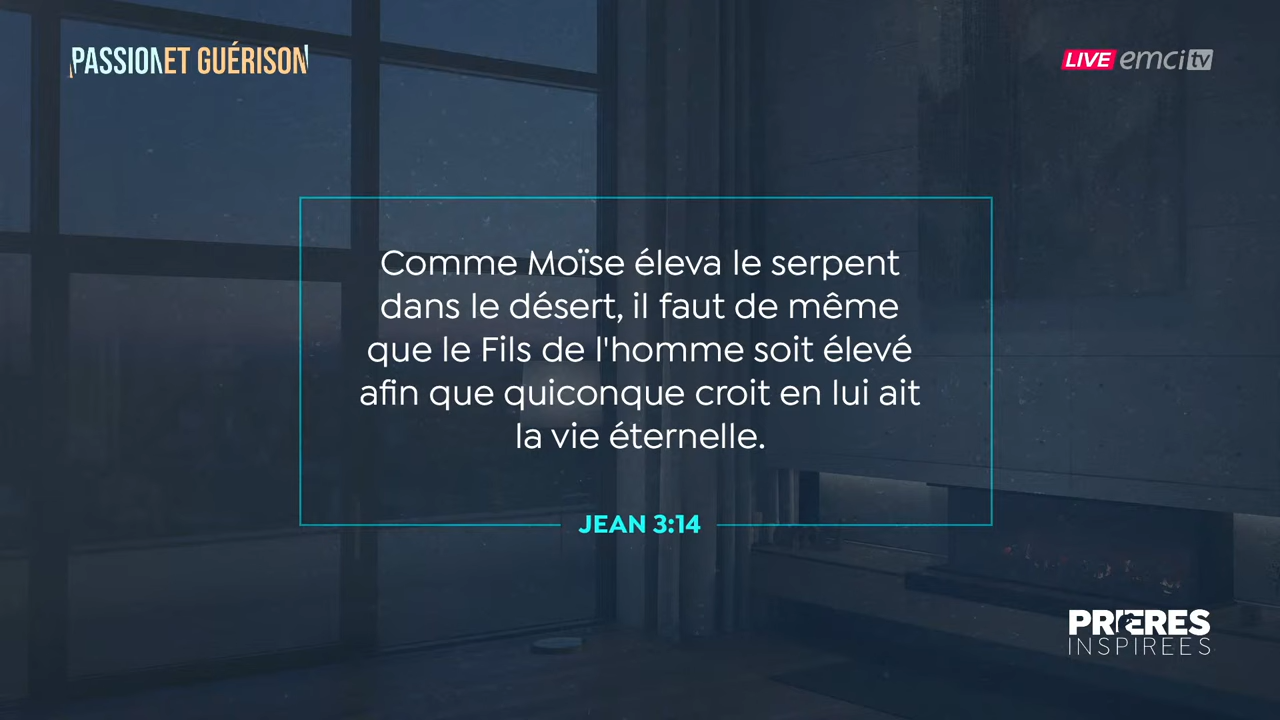 PASSION ET GUÉRISON
LIVE emci tv
Comme Moïse éleva le serpent
dans le désert, il faut de même
que le Fils de l'homme soit élevé
afin que quiconque croit en lui ait
la vie éternelle.
JEAN 3:14
PRIERES
INSPIREES